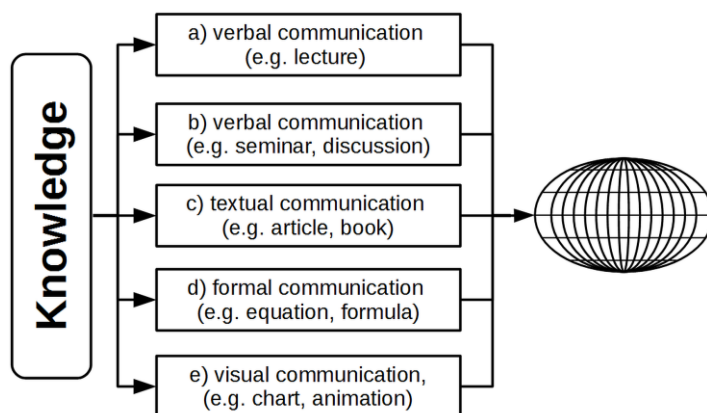 Knowledge
a) verbal communication
(e.g. lecture)
b) verbal communication
(e.g. seminar, discussion)
c) textual communication
(e.g. article, book)
d) formal communication
(e.g. equation, formula)
e) visual communication,
(e.g. chart, animation)